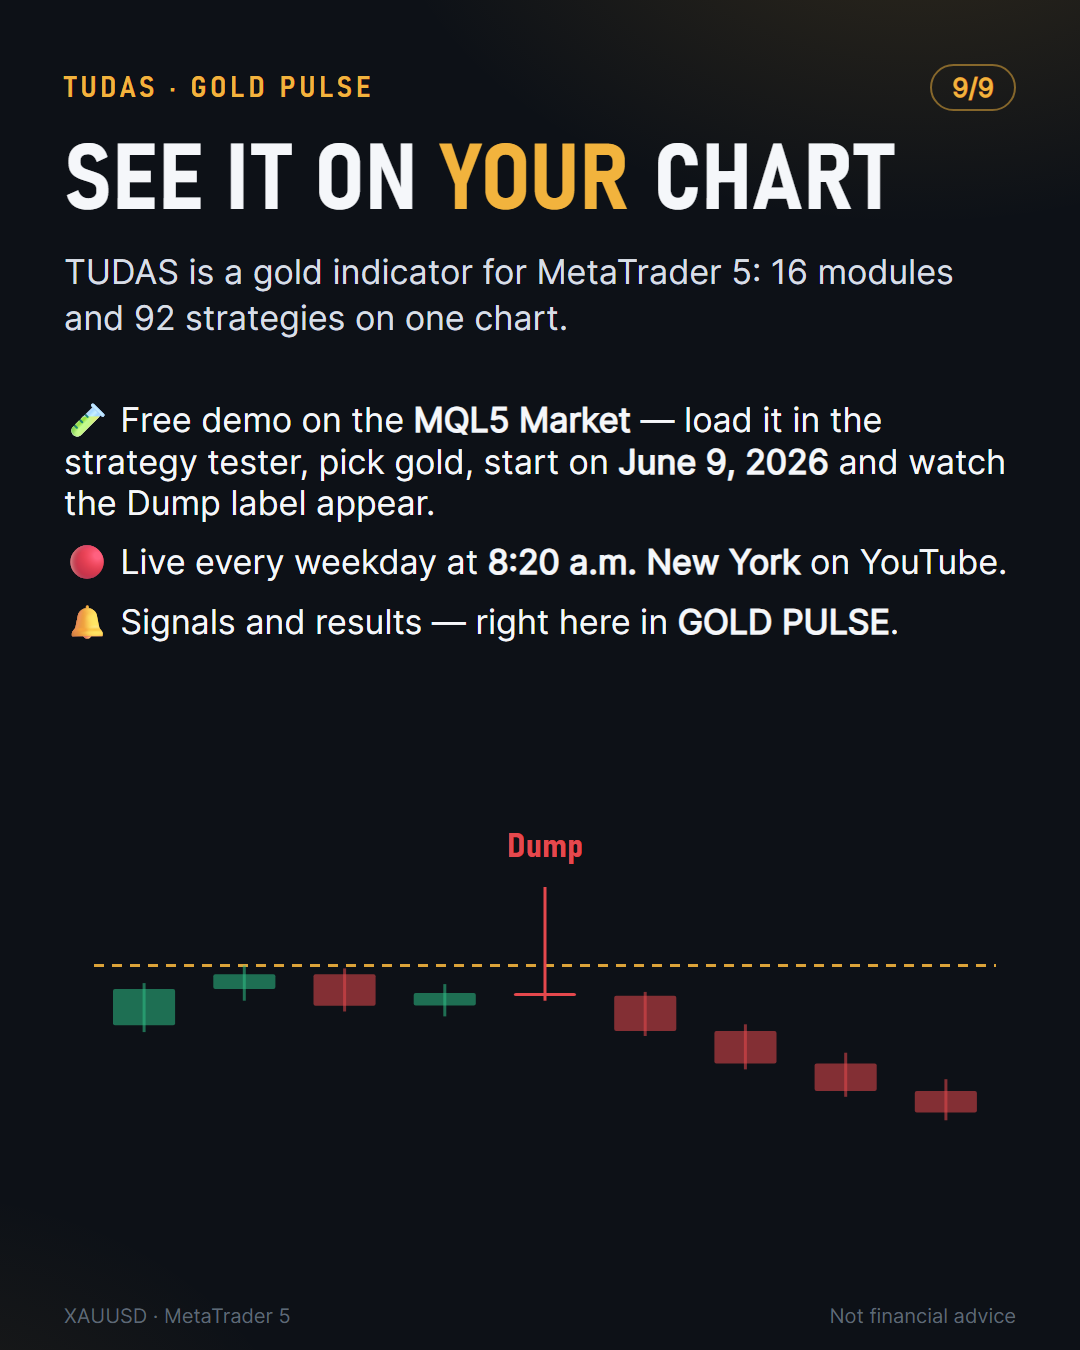 TUDAS · GOLD PULSE
9/9
SEE IT ON YOUR CHART
TUDAS is a gold indicator for MetaTrader 5: 16 modules
and 92 strategies on one chart.
Free demo on the MQL5 Market — load it in the
strategy tester, pick gold, start on June 9, 2026 and watch
the Dump label appear.
Live every weekday at 8:20 a.m. New York on YouTube.
Signals and results — right here in GOLD PULSE.
Dump
XAUUSD · MetaTrader 5
Not financial advice